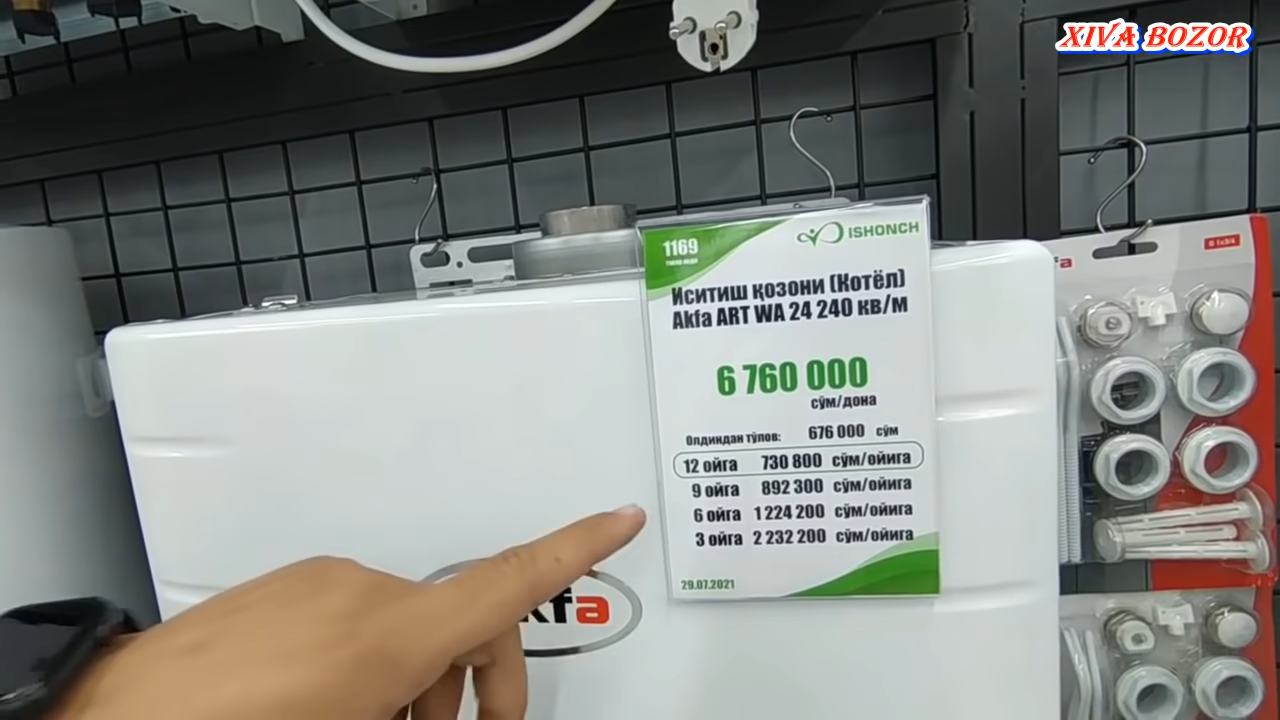 XIVA BOZOR
1169
ISHONCH
Иситиш қозони (Котёл)
Akfa ART WA 24 240 кв/м
6 760 000
сўм/дона
Олдиндан тўлов: 676 000 сўм
12 ойга 730 800 сўм/ойига
9 ойга 892 300 сўм/ойига
6 ойга 1 224 200 сўм/ойига
3 ойга 2 232 200 сўм/ойига
29.07.2021